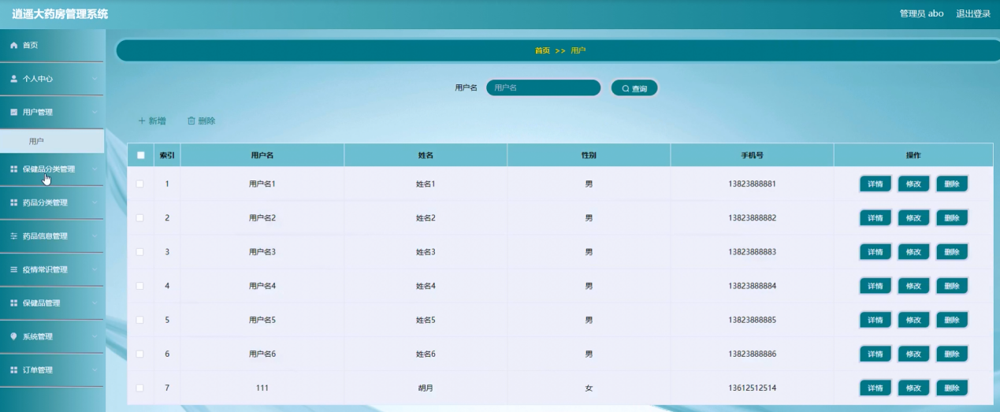 逍遥大药房管理系统
管理员 abo 退出登录
首页
个人中心
用户管理
用户
保健品分类管理
药品分类管理
药品信息管理
疫情常识管理
保健品管理
系统管理
订单管理
首页 >> 用户
用户名 用户名 查询
新增 删除
索引 用户名 姓名 性别 手机号 操作
1 用户名1 姓名1 男 13823888881 详情 修改 删除
2 用户名2 姓名2 男 13823888882 详情 修改 删除
3 用户名3 姓名3 男 13823888883 详情 修改 删除
4 用户名4 姓名4 男 13823888884 详情 修改 删除
5 用户名5 姓名5 男 13823888885 详情 修改 删除
6 用户名6 姓名6 男 13823888886 详情 修改 删除
7 111 胡月 女 13612512514 详情 修改 删除